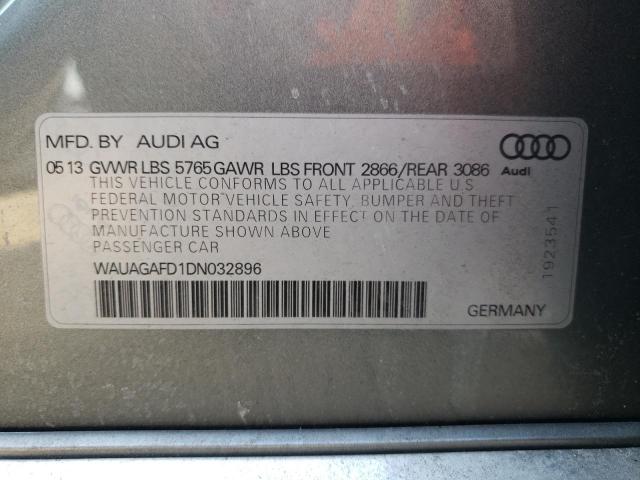 MFD. BY AUDI AG
05 13 GVWR LBS 5765 GAWR LBS FRONT 2866/REAR 3086
Audi
THIS VEHICLE CONFORMS TO ALL APPLICABLE U.S
FEDERAL MOTOR VEHICLE SAFETY, BUMPER AND THEFT
PREVENTION STANDARDS IN EFFECT ON THE DATE OF
MANUFACTURE SHOWN ABOVE
PASSENGER CAR
WAUAGAFD1DN032896
GERMANY
1923541